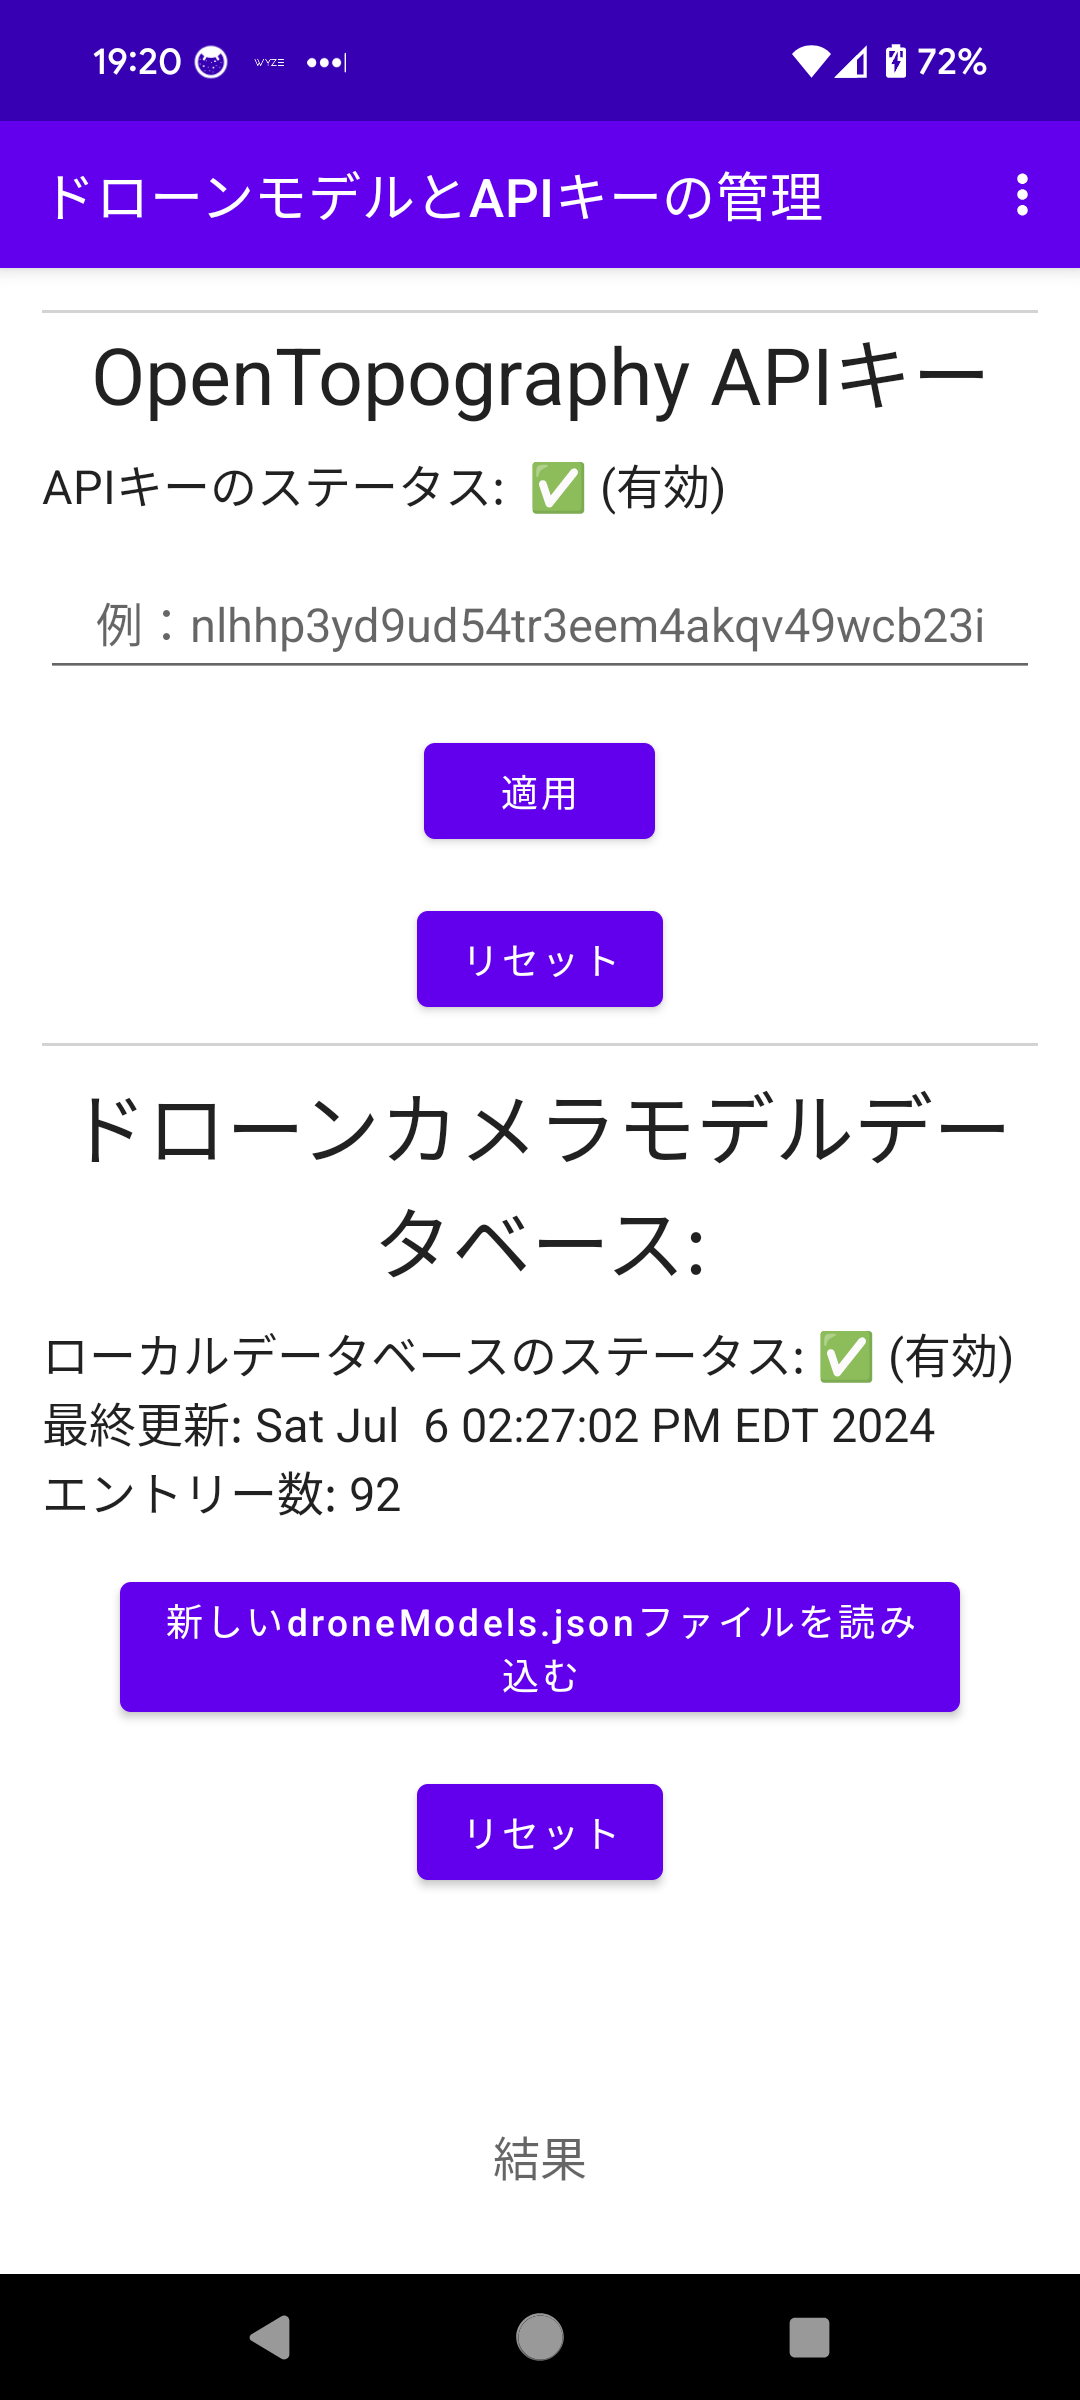 19:20 WYZE 72%
ドローンモデルとAPIキーの管理
OpenTopography APIキー
APIキーのステータス: ✅ (有効)
例：nlhhp3yd9ud54tr3eem4akqv49wcb23i
適用
リセット
ドローンカメラモデルデー
タベース:
ローカルデータベースのステータス: ✅ (有効)
最終更新: Sat Jul  6 02:27:02 PM EDT 2024
エントリー数: 92
新しいdroneModels.jsonファイルを読み
込む
リセット
結果